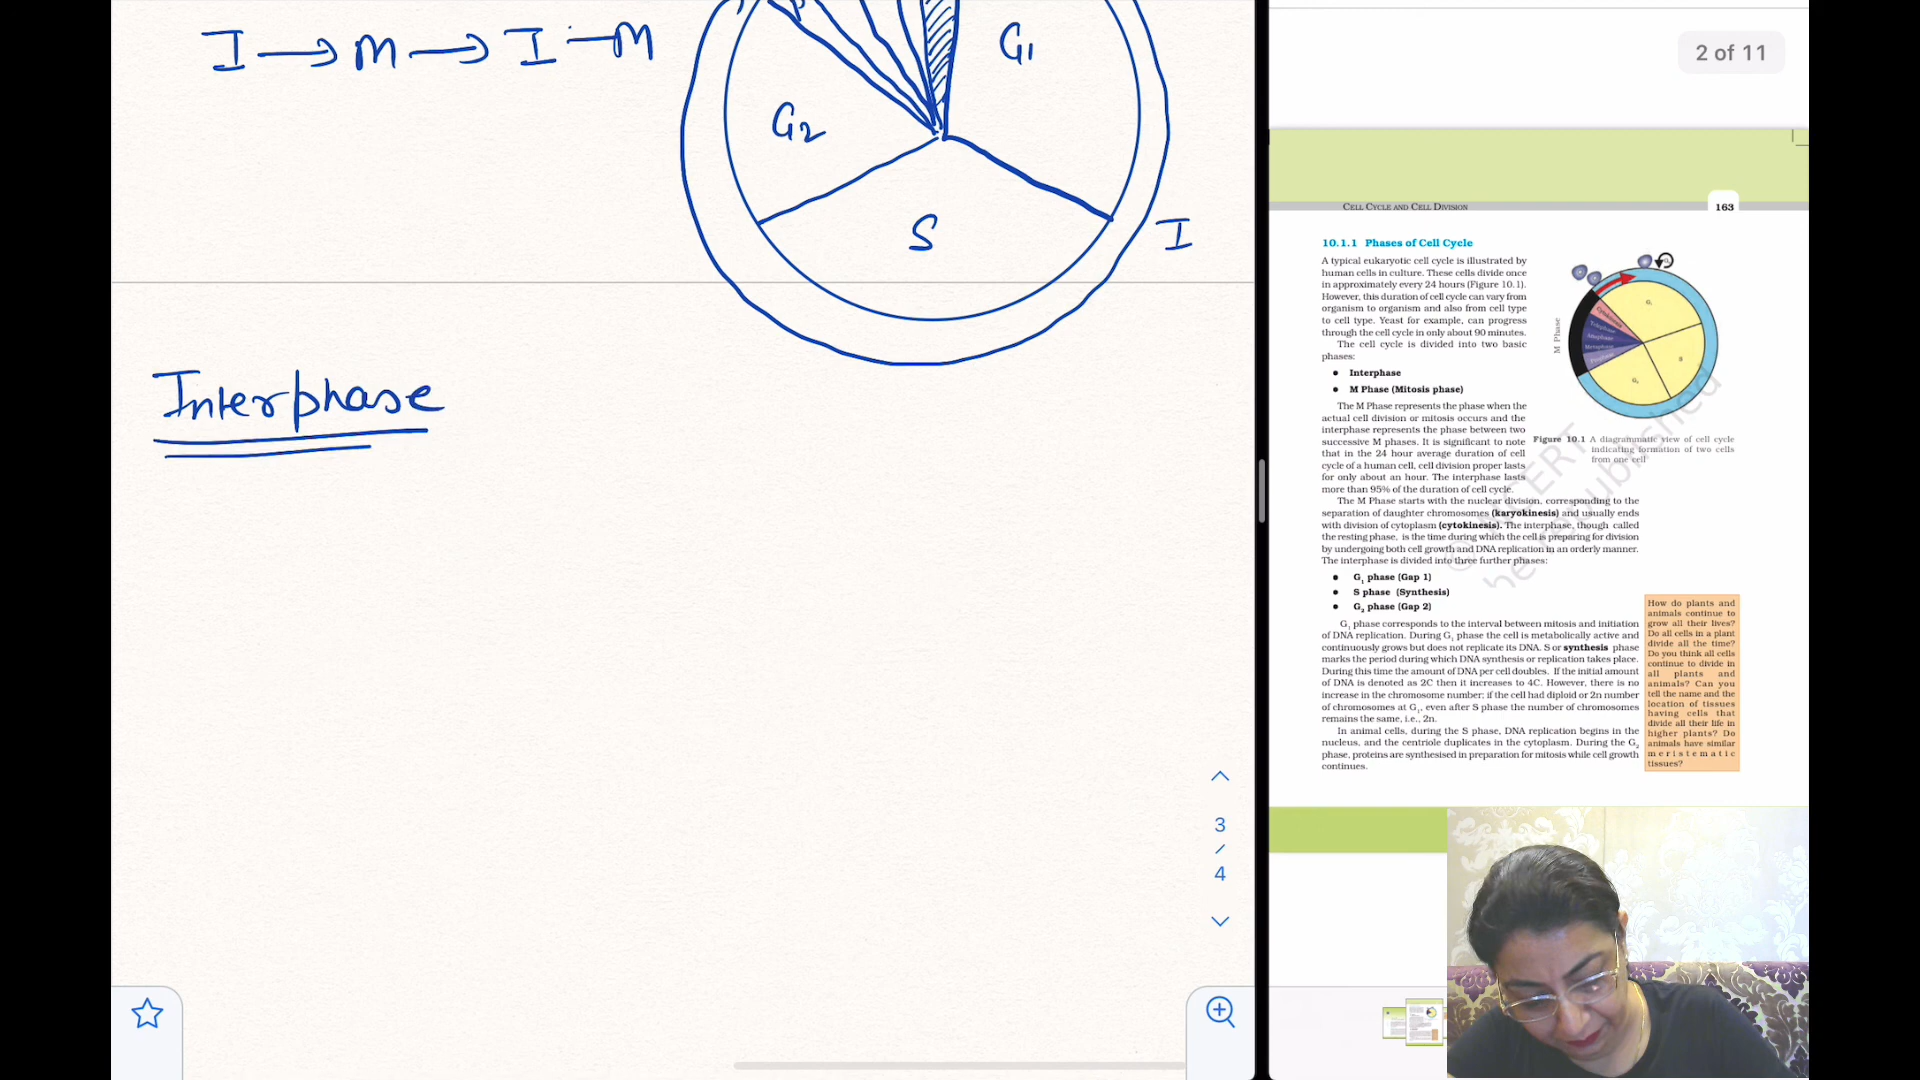 I → M → I - M
G1
G2
S
I
Interphase
3
/
4
2 of 11
CELL CYCLE AND CELL DIVISION
163
10.1.1 Phases of Cell Cycle
A typical eukaryotic cell cycle is illustrated by
human cells in culture. These cells divide once
in approximately every 24 hours (Figure 10.1).
However, this duration of cell cycle can vary from
organism to organism and also from cell type
to cell type. Yeast for example, can progress
through the cell cycle in only about 90 minutes.
The cell cycle is divided into two basic
phases:
● Interphase
● M Phase (Mitosis phase)
The M Phase represents the phase when the
actual cell division or mitosis occurs and the
interphase represents the phase between two
successive M phases. It is significant to note
that in the 24 hour average duration of cell
cycle of a human cell, cell division proper lasts
for only about an hour. The interphase lasts
more than 95% of the duration of cell cycle.
The M Phase starts with the nuclear division, corresponding to the
separation of daughter chromosomes (karyokinesis) and usually ends
with division of cytoplasm (cytokinesis). The interphase, though called
the resting phase, is the time during which the cell is preparing for division
by undergoing both cell growth and DNA replication in an orderly manner.
The interphase is divided into three further phases:
● G1 phase (Gap 1)
● S phase (Synthesis)
● G2 phase (Gap 2)
G1 phase corresponds to the interval between mitosis and initiation
of DNA replication. During G1 phase the cell is metabolically active and
continuously grows but does not replicate its DNA. S or synthesis phase
marks the period during which DNA synthesis or replication takes place.
During this time the amount of DNA per cell doubles. If the initial amount
of DNA is denoted as 2C then it increases to 4C. However, there is no
increase in the chromosome number; if the cell had diploid or 2n number
of chromosomes at G1, even after S phase the number of chromosomes
remains the same, i.e., 2n.
In animal cells, during the S phase, DNA replication begins in the
nucleus, and the centriole duplicates in the cytoplasm. During the G2
phase, proteins are synthesised in preparation for mitosis while cell growth
continues.
M Phase
G1
Cytokinesis
Telophase
Anaphase
Metaphase
Prophase
S
G2
Figure 10.1 A diagrammatic view of cell cycle
indicating formation of two cells
from one cell
How do plants and
animals continue to
grow all their lives?
Do all cells in a plant
divide all the time?
Do you think all cells
continue to divide in
all plants and
animals? Can you
tell the name and the
location of tissues
having cells that
divide all their life in
higher plants? Do
animals have similar
meristematic
tissues?
© NCERT
be republished